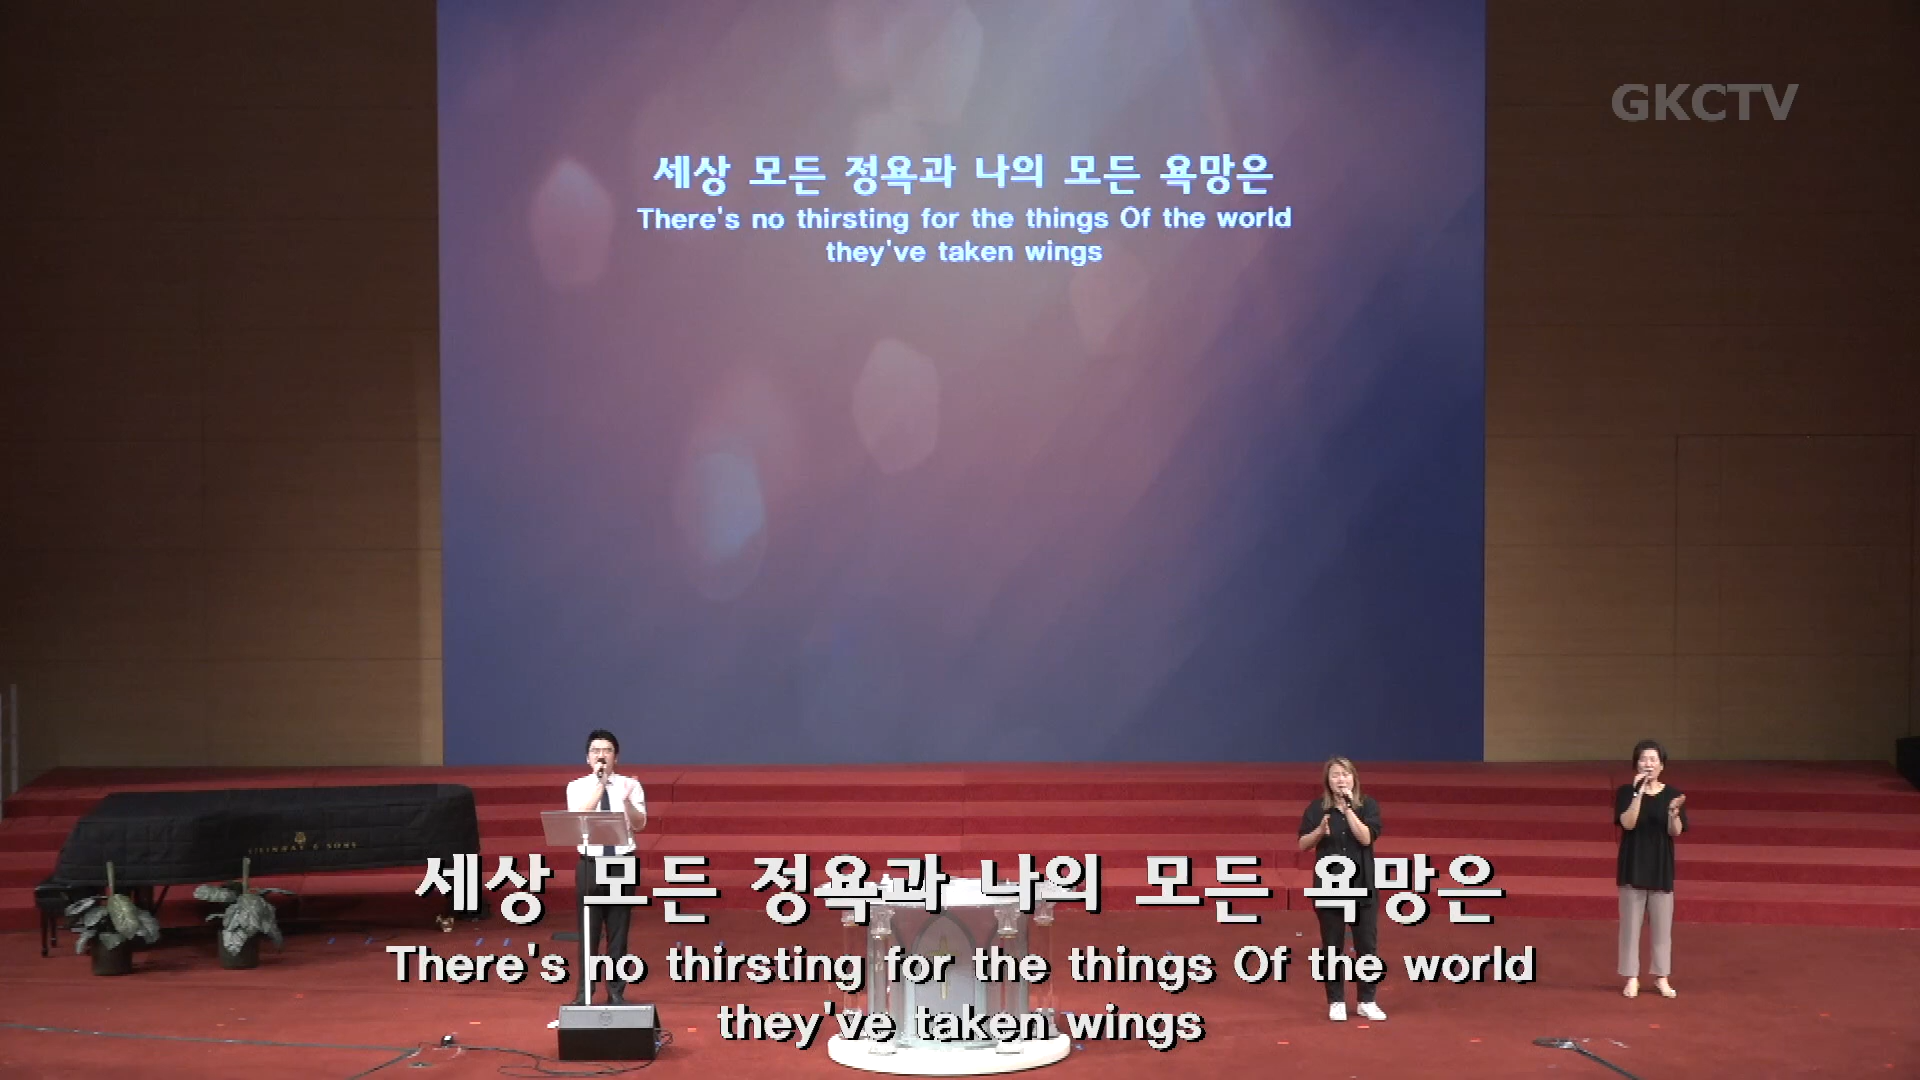 GKCTV
세상 모든 정욕과 나의 모든 욕망은
There's no thirsting for the things Of the world
they've taken wings
STEINWAY & SONS
세상 모든 정욕과 나의 모든 욕망은
There's no thirsting for the things Of the world
they've taken wings